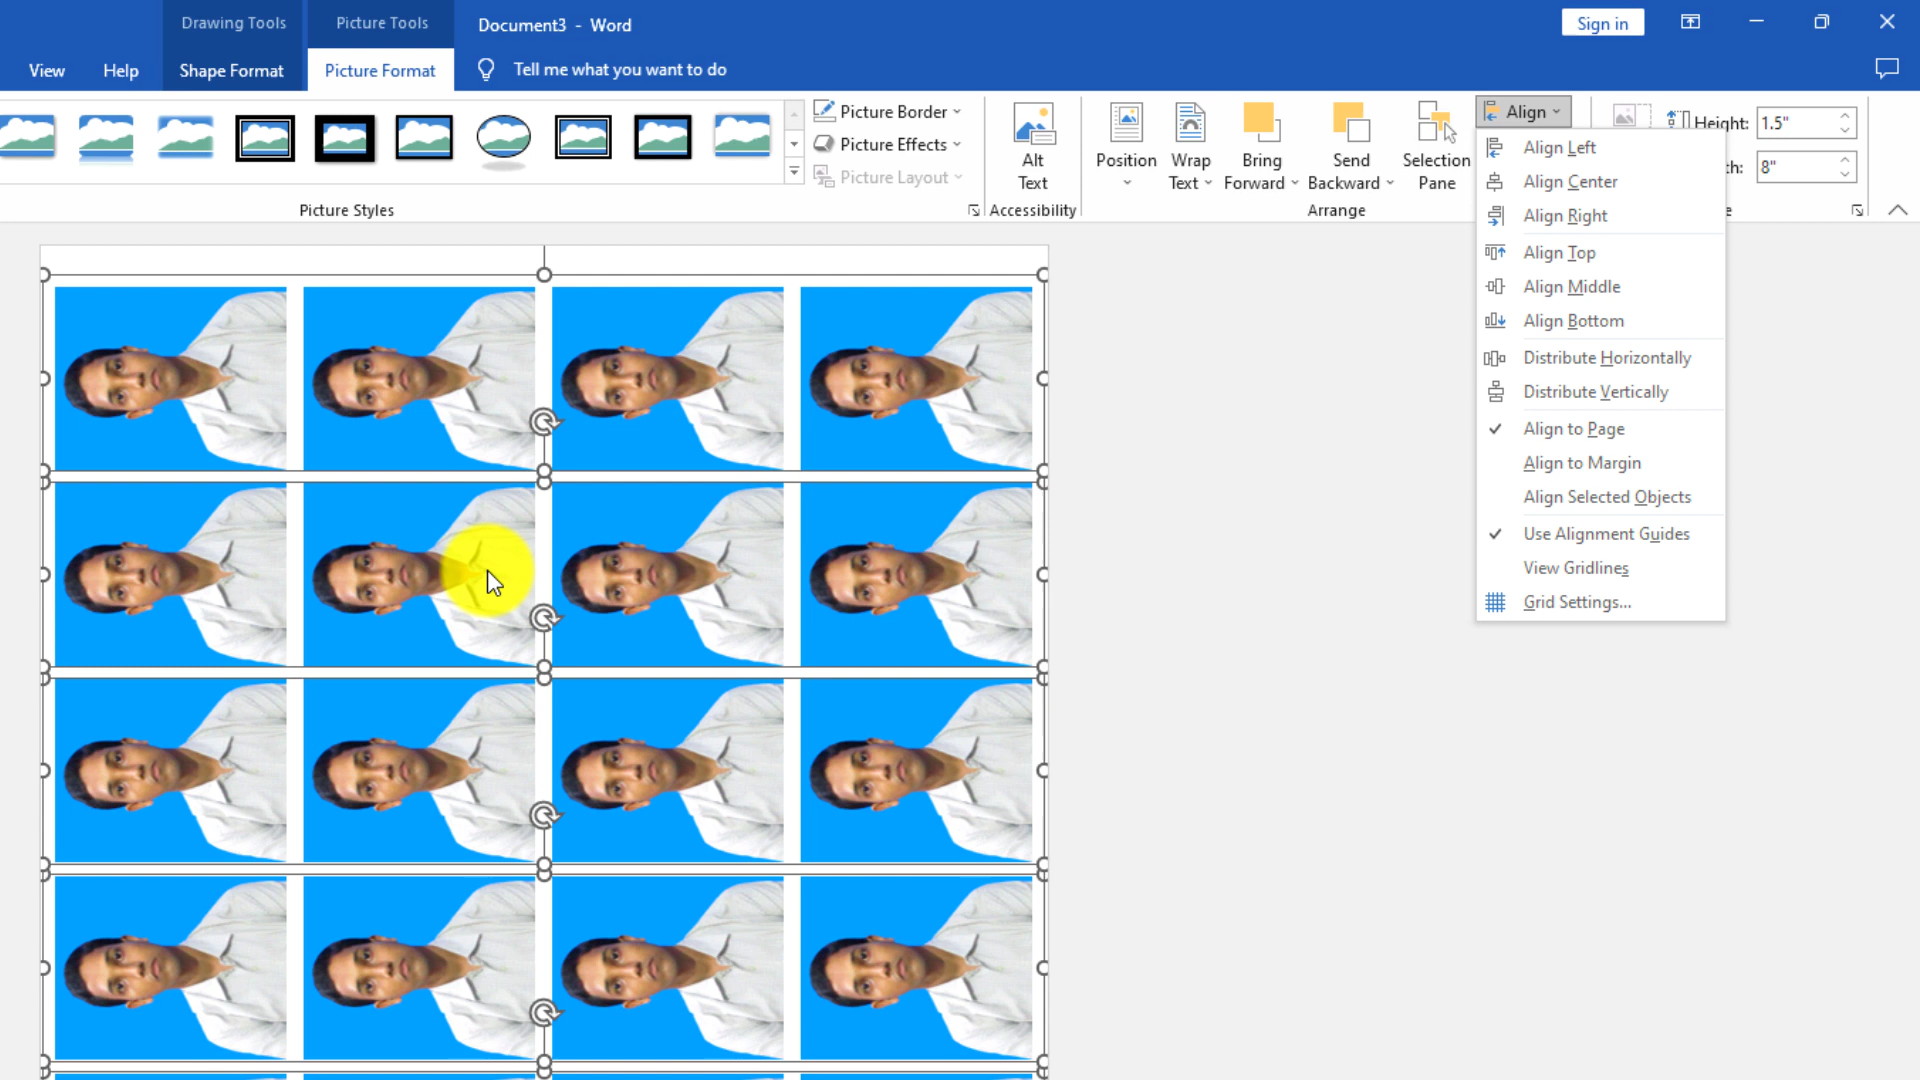 Drawing Tools
Picture Tools
Document3 - Word
Sign in
View
Help
Shape Format
Picture Format
Tell me what you want to do
Picture Border
Picture Effects
Picture Layout
Picture Styles
Alt
Text
Accessibility
Position
Wrap
Text
Bring
Forward
Send
Backward
Selection
Pane
Arrange
Align
Height:
1.5"
th:
8"
e
Align Left
Align Center
Align Right
Align Top
Align Middle
Align Bottom
Distribute Horizontally
Distribute Vertically
Align to Page
Align to Margin
Align Selected Objects
Use Alignment Guides
View Gridlines
Grid Settings...